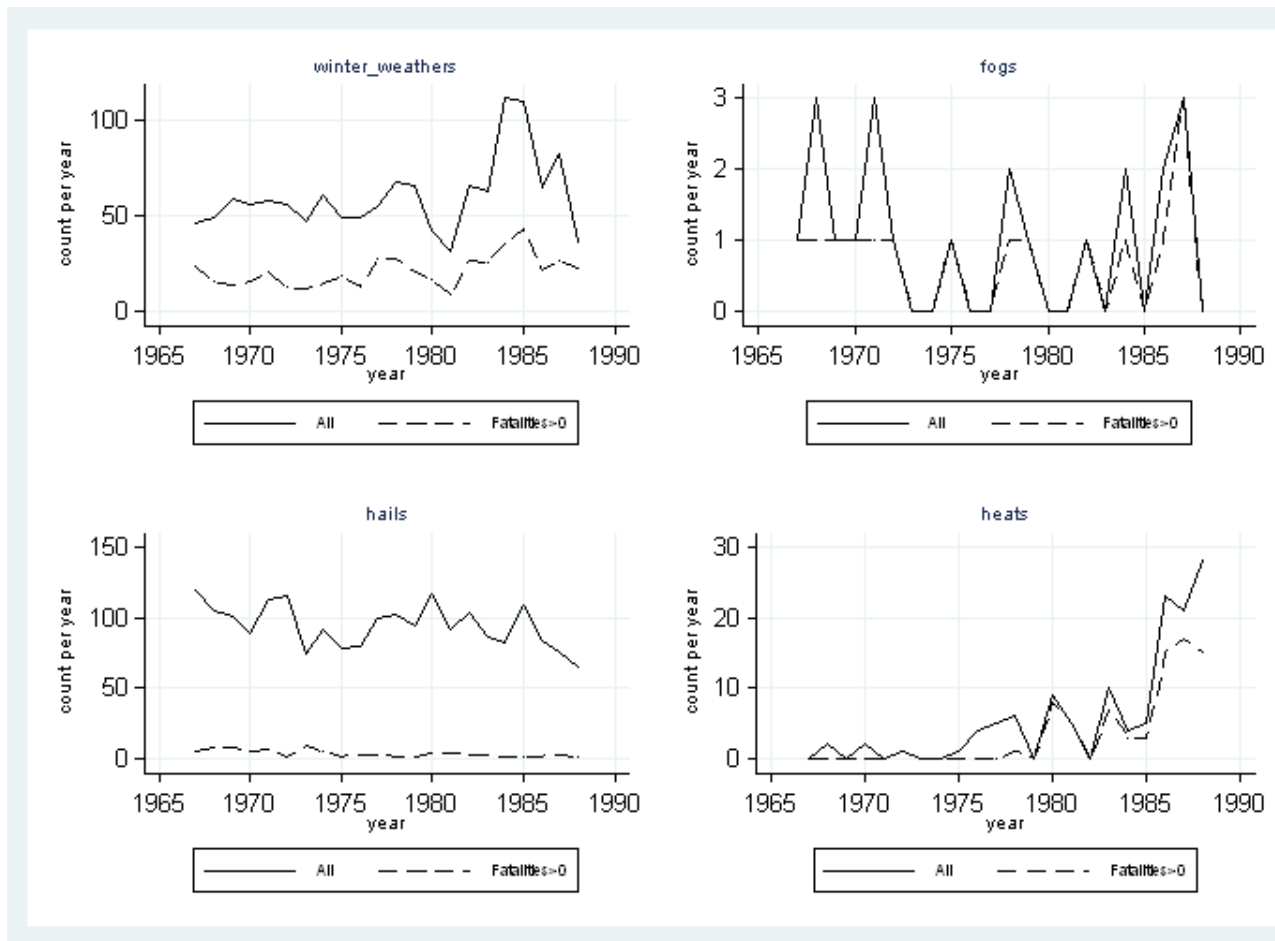 winter_weathers
count per year
100
50
0
1965 1970 1975 1980 1985 1990
year
All Fatalities>0
fogs
count per year
3
2
1
0
1965 1970 1975 1980 1985 1990
year
All Fatalities>0
hails
count per year
150
100
50
0
1965 1970 1975 1980 1985 1990
year
All Fatalities>0
heats
count per year
30
20
10
0
1965 1970 1975 1980 1985 1990
year
All Fatalities>0